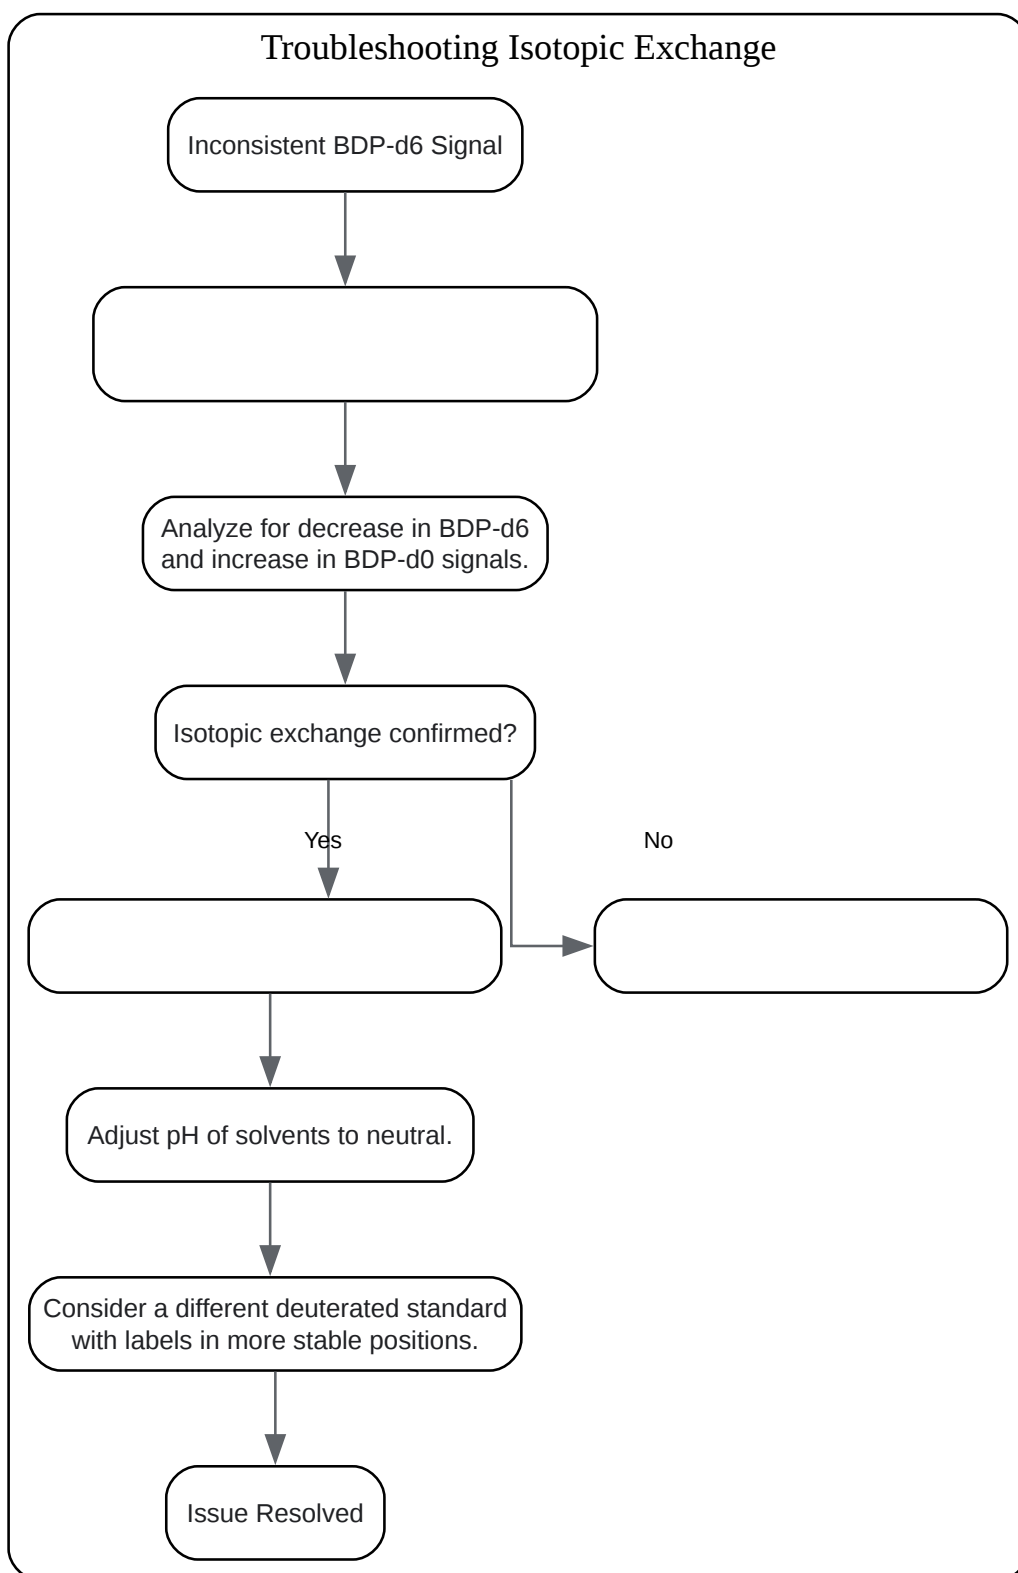 Troubleshooting Isotopic Exchange
Inconsistent BDP-d6 Signal
Analyze for decrease in BDP-d6
and increase in BDP-d0 signals.
Isotopic exchange confirmed?
Yes
No
Adjust pH of solvents to neutral.
Consider a different deuterated standard
with labels in more stable positions.
Issue Resolved